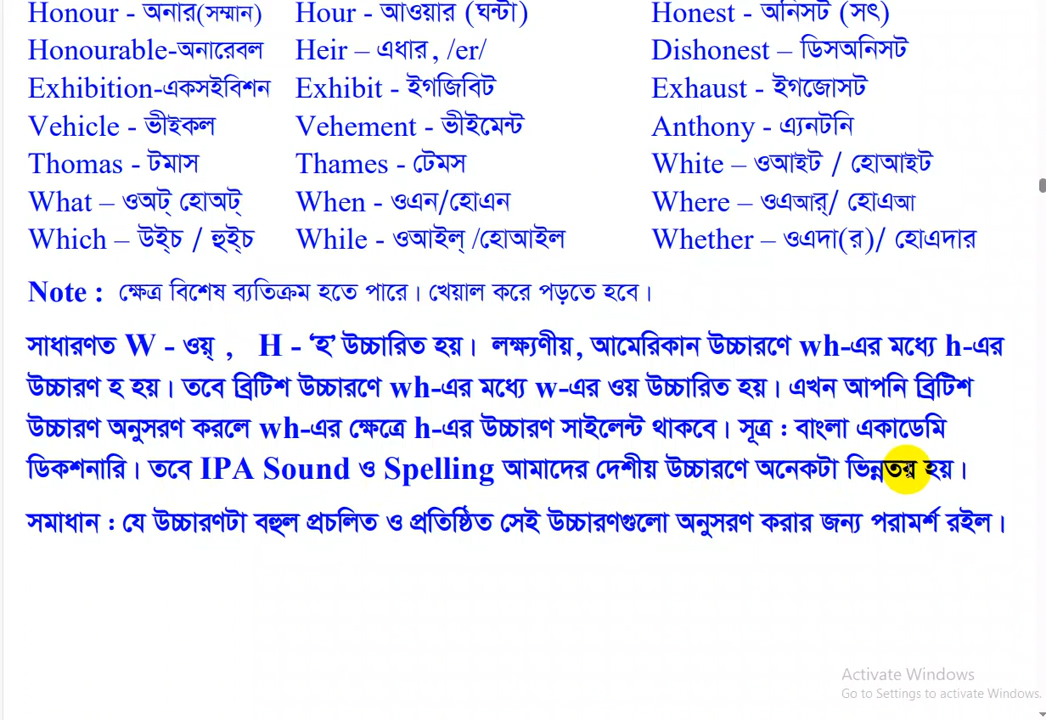 Honour - অনার(সম্মান) Hour - আওয়ার (ঘন্টা) Honest - অনিসট (সৎ)
Honourable-অনারেবল Heir – এধার, /er/ Dishonest – ডিসঅনিসট
Exhibition-একসইবিশন Exhibit - ইগজিবিট Exhaust - ইগজোসট
Vehicle - ভীইকল Vehement - ভীইমেন্ট Anthony - এ্যনটনি
Thomas - টমাস Thames - টেমস White – ওআইট / হোআইট
What – ওঅট্ হোঅট্ When - ওএন/হোএন Where – ওএআর্/ হোএআ
Which – উইচ / হুইচ While - ওআইল্ /হোআইল Whether – ওএদা(র)/ হোএদার
Note : ক্ষেত্র বিশেষ ব্যতিক্রম হতে পারে। খেয়াল করে পড়তে হবে।
সাধারণত W - ওয়্ , H - ‘হ’ উচ্চারিত হয়। লক্ষ্যণীয়, আমেরিকান উচ্চারণে wh-এর মধ্যে h-এর
উচ্চারণ হ হয়। তবে ব্রিটিশ উচ্চারণে wh-এর মধ্যে w-এর ওয় উচ্চারিত হয়। এখন আপনি ব্রিটিশ
উচ্চারণ অনুসরণ করলে wh-এর ক্ষেত্রে h-এর উচ্চারণ সাইলেন্ট থাকবে। সূত্র : বাংলা একাডেমি
ডিকশনারি। তবে IPA Sound ও Spelling আমাদের দেশীয় উচ্চারণে অনেকটা ভিন্নতর হয়।
সমাধান : যে উচ্চারণটা বহুল প্রচলিত ও প্রতিষ্ঠিত সেই উচ্চারণগুলো অনুসরণ করার জন্য পরামর্শ রইল।
Activate Windows
Go to Settings to activate Windows.